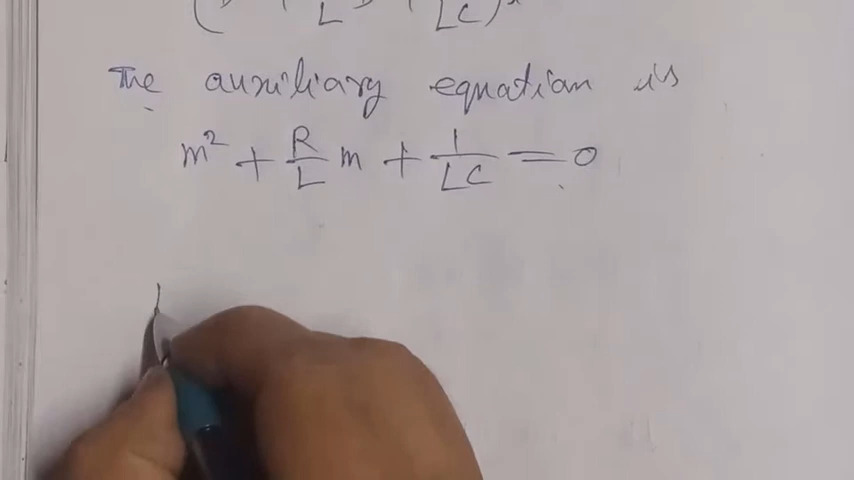 The auxiliary equation is
m² + R/L m + 1/LC = 0